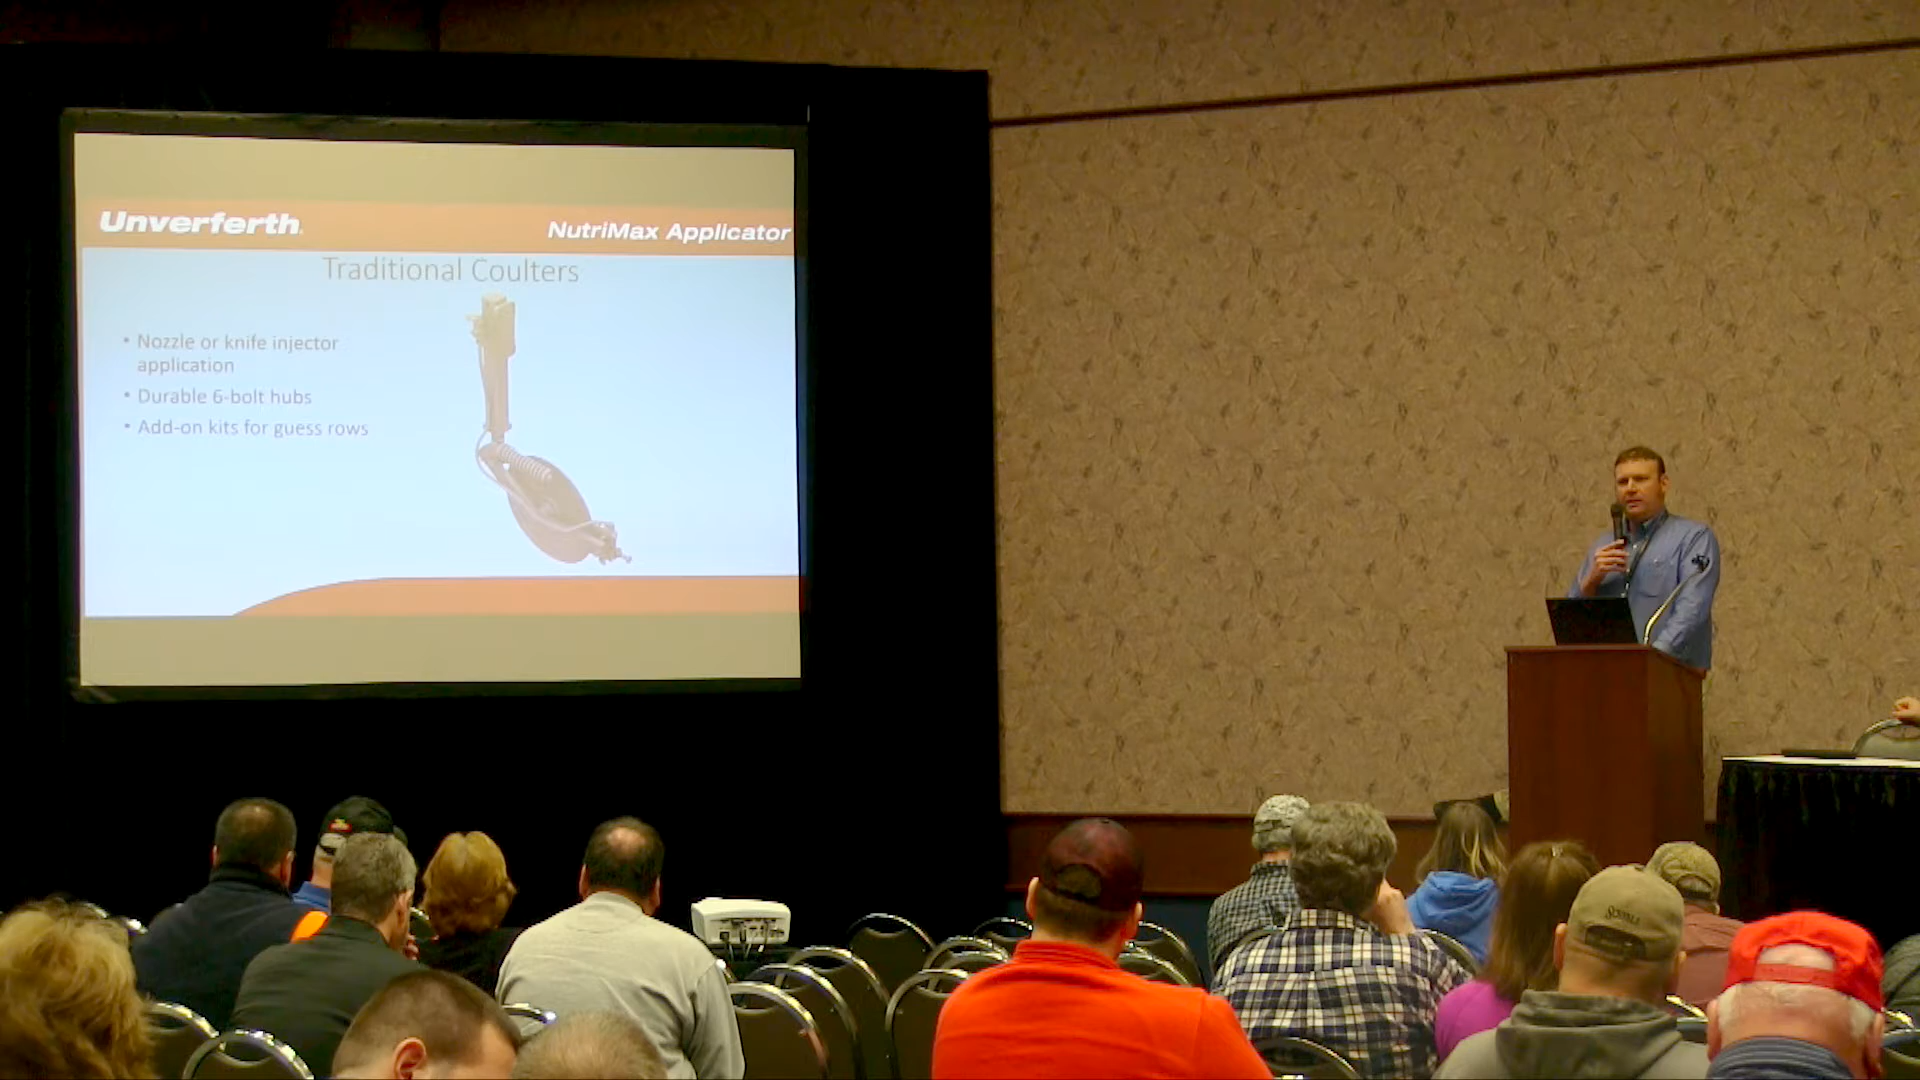 Unverferth
NutriMax Applicator
Traditional Coulters
• Nozzle or knife injector
application
• Durable 6-bolt hubs
• Add-on kits for guess rows